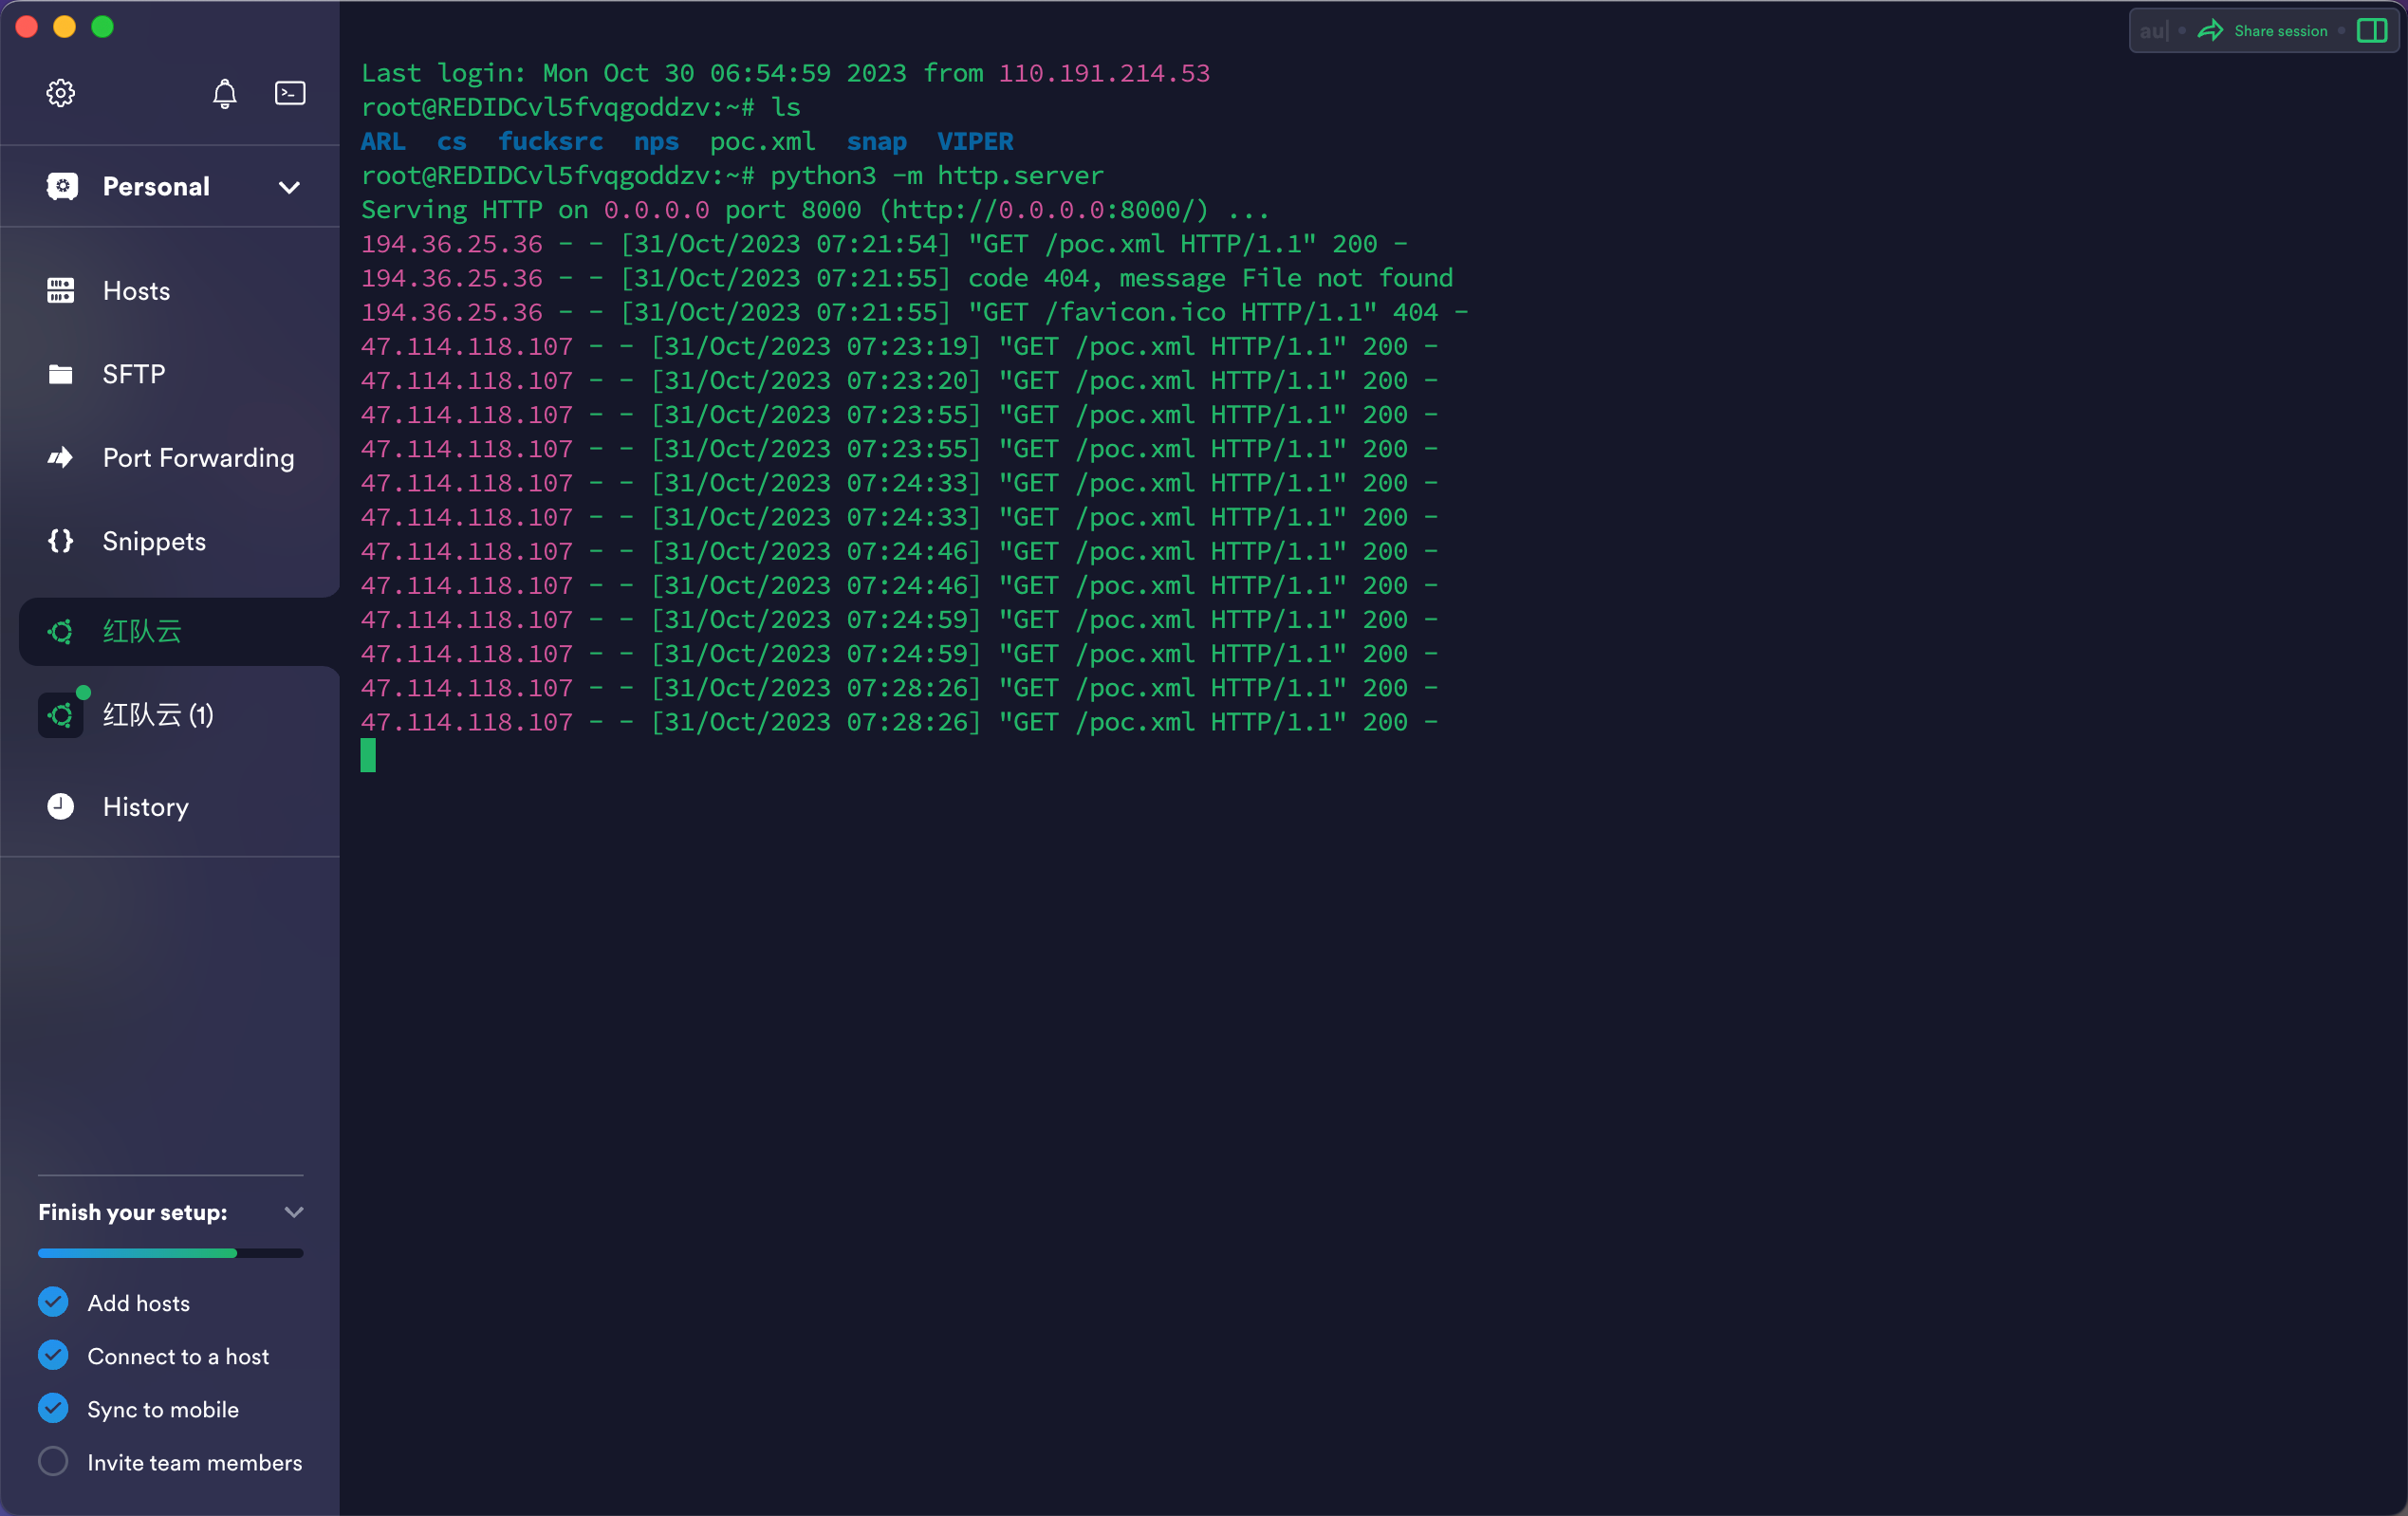 au
Share session
Personal
Hosts
SFTP
Port Forwarding
Snippets
红队云
红队云 (1)
History
Finish your setup:
Add hosts
Connect to a host
Sync to mobile
Invite team members
Last login: Mon Oct 30 06:54:59 2023 from 110.191.214.53
root@REDIDCvl5fvqgoddzv:~# ls
ARL  cs  fucksrc  nps  poc.xml  snap  VIPER
root@REDIDCvl5fvqgoddzv:~# python3 -m http.server
Serving HTTP on 0.0.0.0 port 8000 (http://0.0.0.0:8000/) ...
194.36.25.36 - - [31/Oct/2023 07:21:54] "GET /poc.xml HTTP/1.1" 200 -
194.36.25.36 - - [31/Oct/2023 07:21:55] code 404, message File not found
194.36.25.36 - - [31/Oct/2023 07:21:55] "GET /favicon.ico HTTP/1.1" 404 -
47.114.118.107 - - [31/Oct/2023 07:23:19] "GET /poc.xml HTTP/1.1" 200 -
47.114.118.107 - - [31/Oct/2023 07:23:20] "GET /poc.xml HTTP/1.1" 200 -
47.114.118.107 - - [31/Oct/2023 07:23:55] "GET /poc.xml HTTP/1.1" 200 -
47.114.118.107 - - [31/Oct/2023 07:23:55] "GET /poc.xml HTTP/1.1" 200 -
47.114.118.107 - - [31/Oct/2023 07:24:33] "GET /poc.xml HTTP/1.1" 200 -
47.114.118.107 - - [31/Oct/2023 07:24:33] "GET /poc.xml HTTP/1.1" 200 -
47.114.118.107 - - [31/Oct/2023 07:24:46] "GET /poc.xml HTTP/1.1" 200 -
47.114.118.107 - - [31/Oct/2023 07:24:46] "GET /poc.xml HTTP/1.1" 200 -
47.114.118.107 - - [31/Oct/2023 07:24:59] "GET /poc.xml HTTP/1.1" 200 -
47.114.118.107 - - [31/Oct/2023 07:24:59] "GET /poc.xml HTTP/1.1" 200 -
47.114.118.107 - - [31/Oct/2023 07:28:26] "GET /poc.xml HTTP/1.1" 200 -
47.114.118.107 - - [31/Oct/2023 07:28:26] "GET /poc.xml HTTP/1.1" 200 -